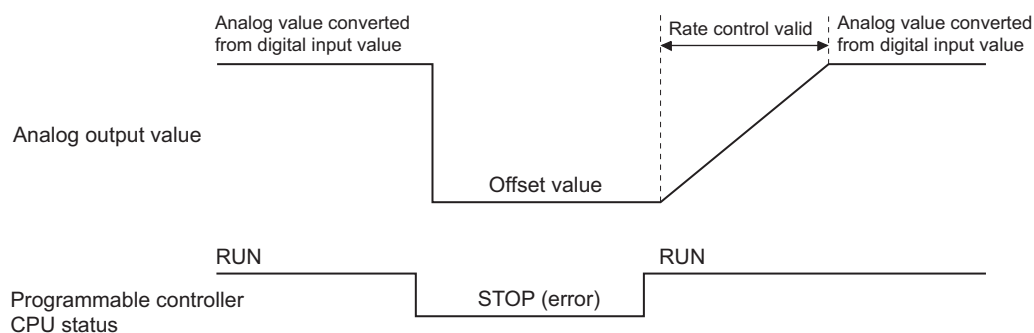 Analog value converted
from digital input value
Rate control valid
Analog value converted
from digital input value
Analog output value
Offset value
RUN
RUN
STOP (error)
Programmable controller
CPU status